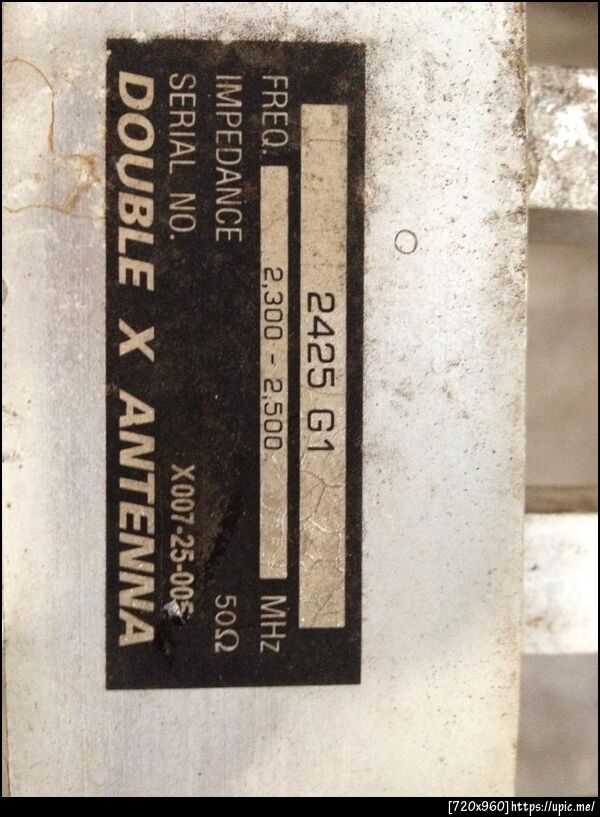 2425 G1
FREQ. 2,300 - 2,500 MHz
IMPEDANCE 50Ω
SERIAL NO. X007-25-005
DOUBLE X ANTENNA
[720x960]https://upic.me/